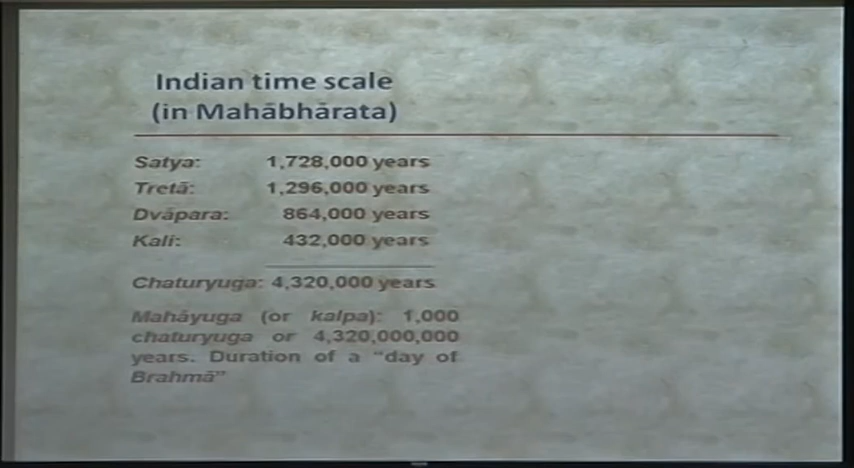 Indian time scale
(in Mahābhārata)
Satya: 1,728,000 years
Tretā: 1,296,000 years
Dvāpara: 864,000 years
Kali: 432,000 years
Chaturyuga: 4,320,000 years
Mahāyuga (or kalpa): 1,000
chaturyuga or 4,320,000,000
years. Duration of a "day of
Brahmā"